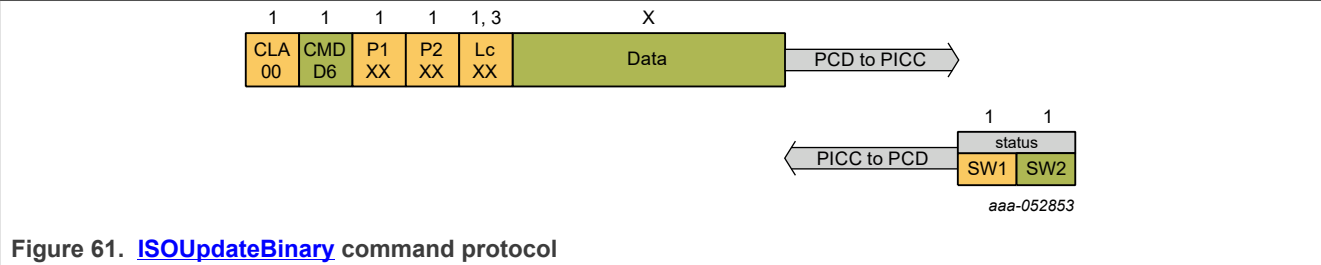 1 1 1 1 1, 3 X
CLA CMD P1 P2 Lc Data PCD to PICC
00 D6 XX XX XX
1 1
status
PICC to PCD SW1 SW2
aaa-052853
Figure 61. ISOUpdateBinary command protocol